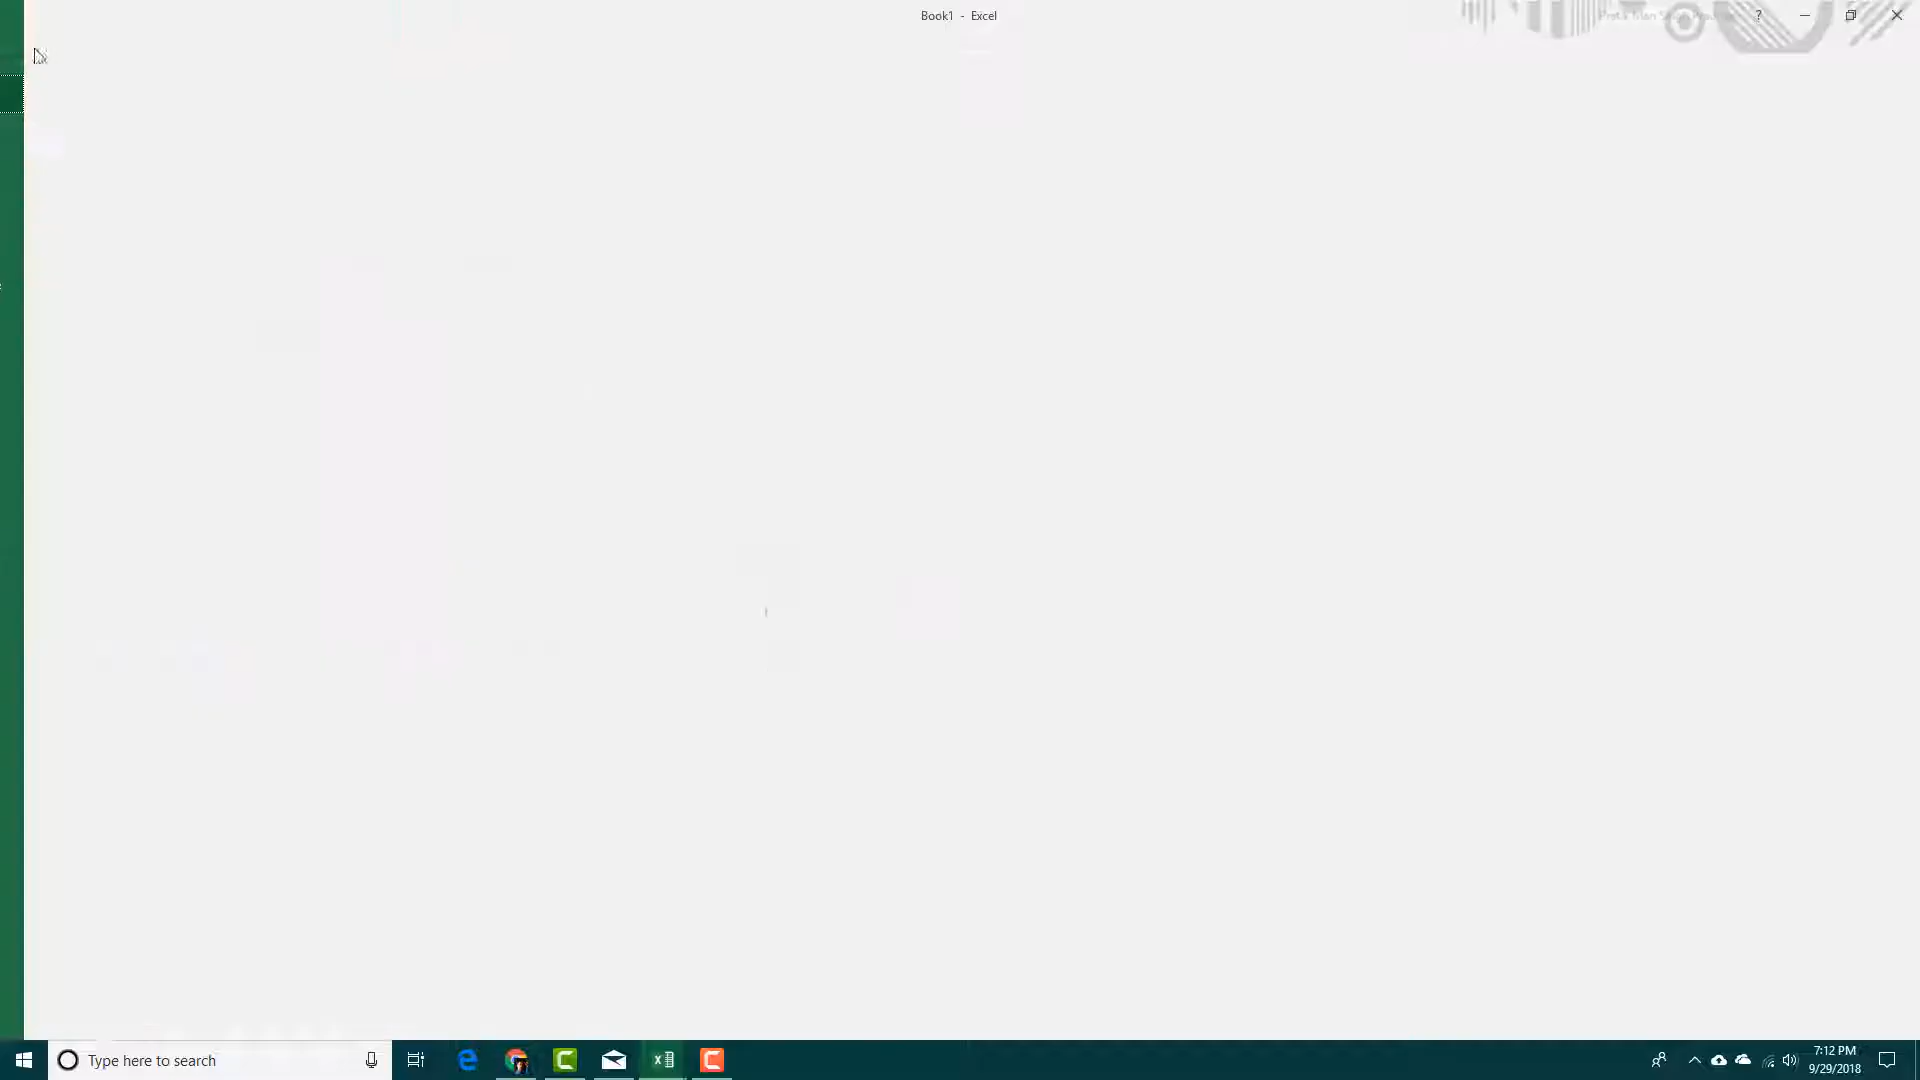 Book1 - Excel
?
Type here to search
7:12 PM
9/29/2018